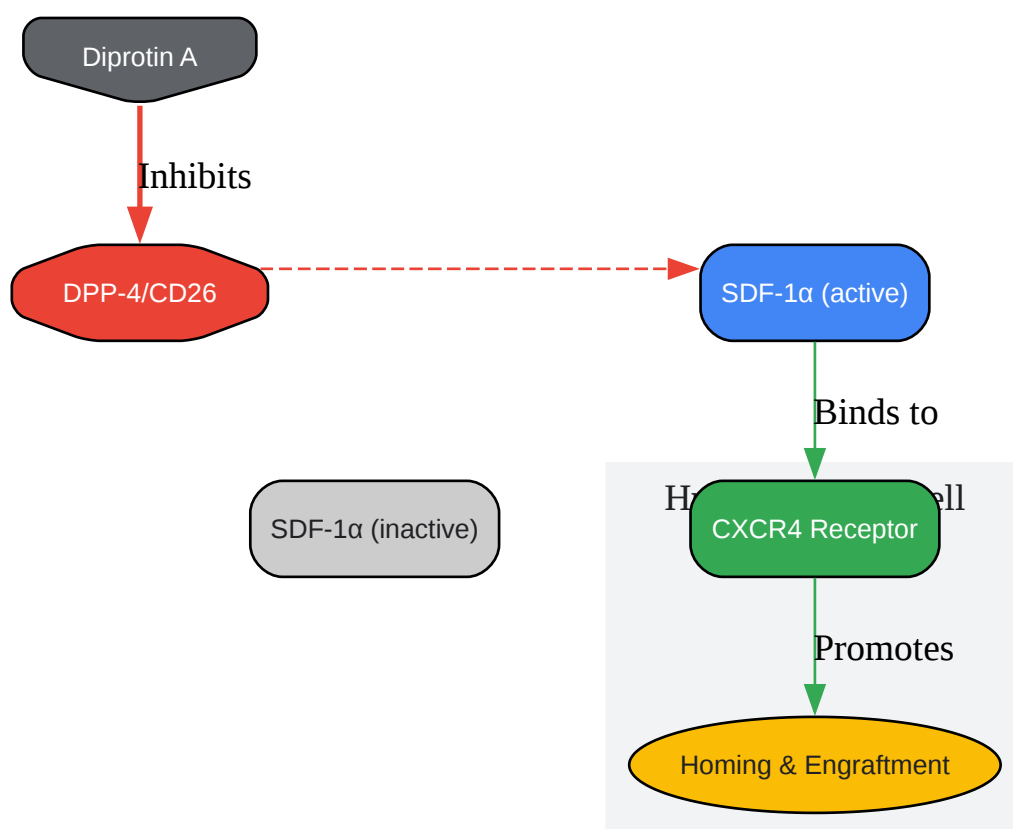 Diprotin A
Inhibits
DPP-4/CD26
SDF-1α (active)
Binds to
SDF-1α (inactive)
CXCR4 Receptor
Promotes
Homing & Engraftment